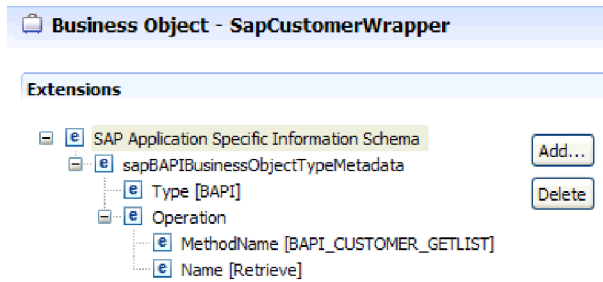 Business Object - SapCustomerWrapper
Extensions
e SAP Application Specific Information Schema
Add...
e sapBAPIBusinessObjectTypeMetadata
e Type [BAPI]
Delete
e Operation
e MethodName [BAPI_CUSTOMER_GETLIST]
e Name [Retrieve]